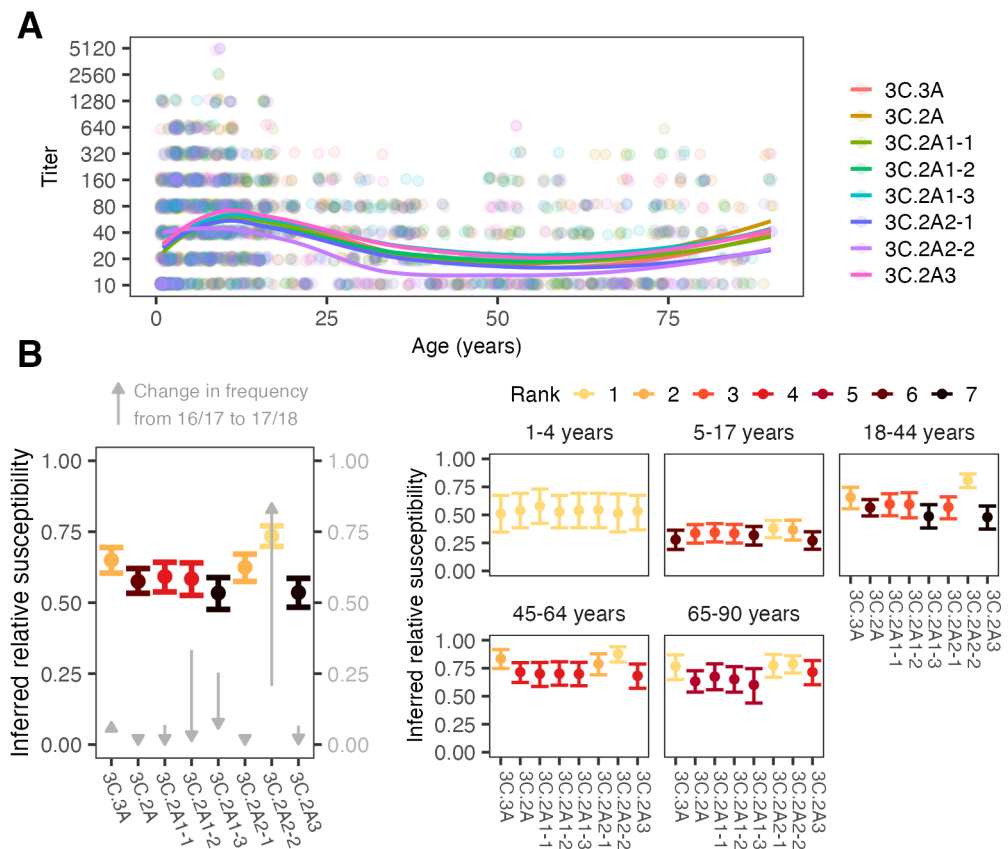 A
Titer
5120
2560
1280
640
320
160
80
40
20
10
0
25
50
75
Age (years)
3C.3A
3C.2A
3C.2A1-1
3C.2A1-2
3C.2A1-3
3C.2A2-1
3C.2A2-2
3C.2A3
B
Change in frequency
from 16/17 to 17/18
Inferred relative susceptibility
1.00
0.75
0.50
0.25
0.00
1.00
0.75
0.50
0.25
0.00
3C.3A
3C.2A
3C.2A1-1
3C.2A1-2
3C.2A1-3
3C.2A2-1
3C.2A2-2
3C.2A3
Rank 1 2 3 4 5 6 7
Inferred relative susceptibility
1-4 years
5-17 years
18-44 years
1.00
0.75
0.50
0.25
0.00
3C.3A
3C.2A
3C.2A1-1
3C.2A1-2
3C.2A1-3
3C.2A2-1
3C.2A2-2
3C.2A3
45-64 years
65-90 years
1.00
0.75
0.50
0.25
0.00
3C.3A
3C.2A
3C.2A1-1
3C.2A1-2
3C.2A1-3
3C.2A2-1
3C.2A2-2
3C.2A3
3C.3A
3C.2A
3C.2A1-1
3C.2A1-2
3C.2A1-3
3C.2A2-1
3C.2A2-2
3C.2A3